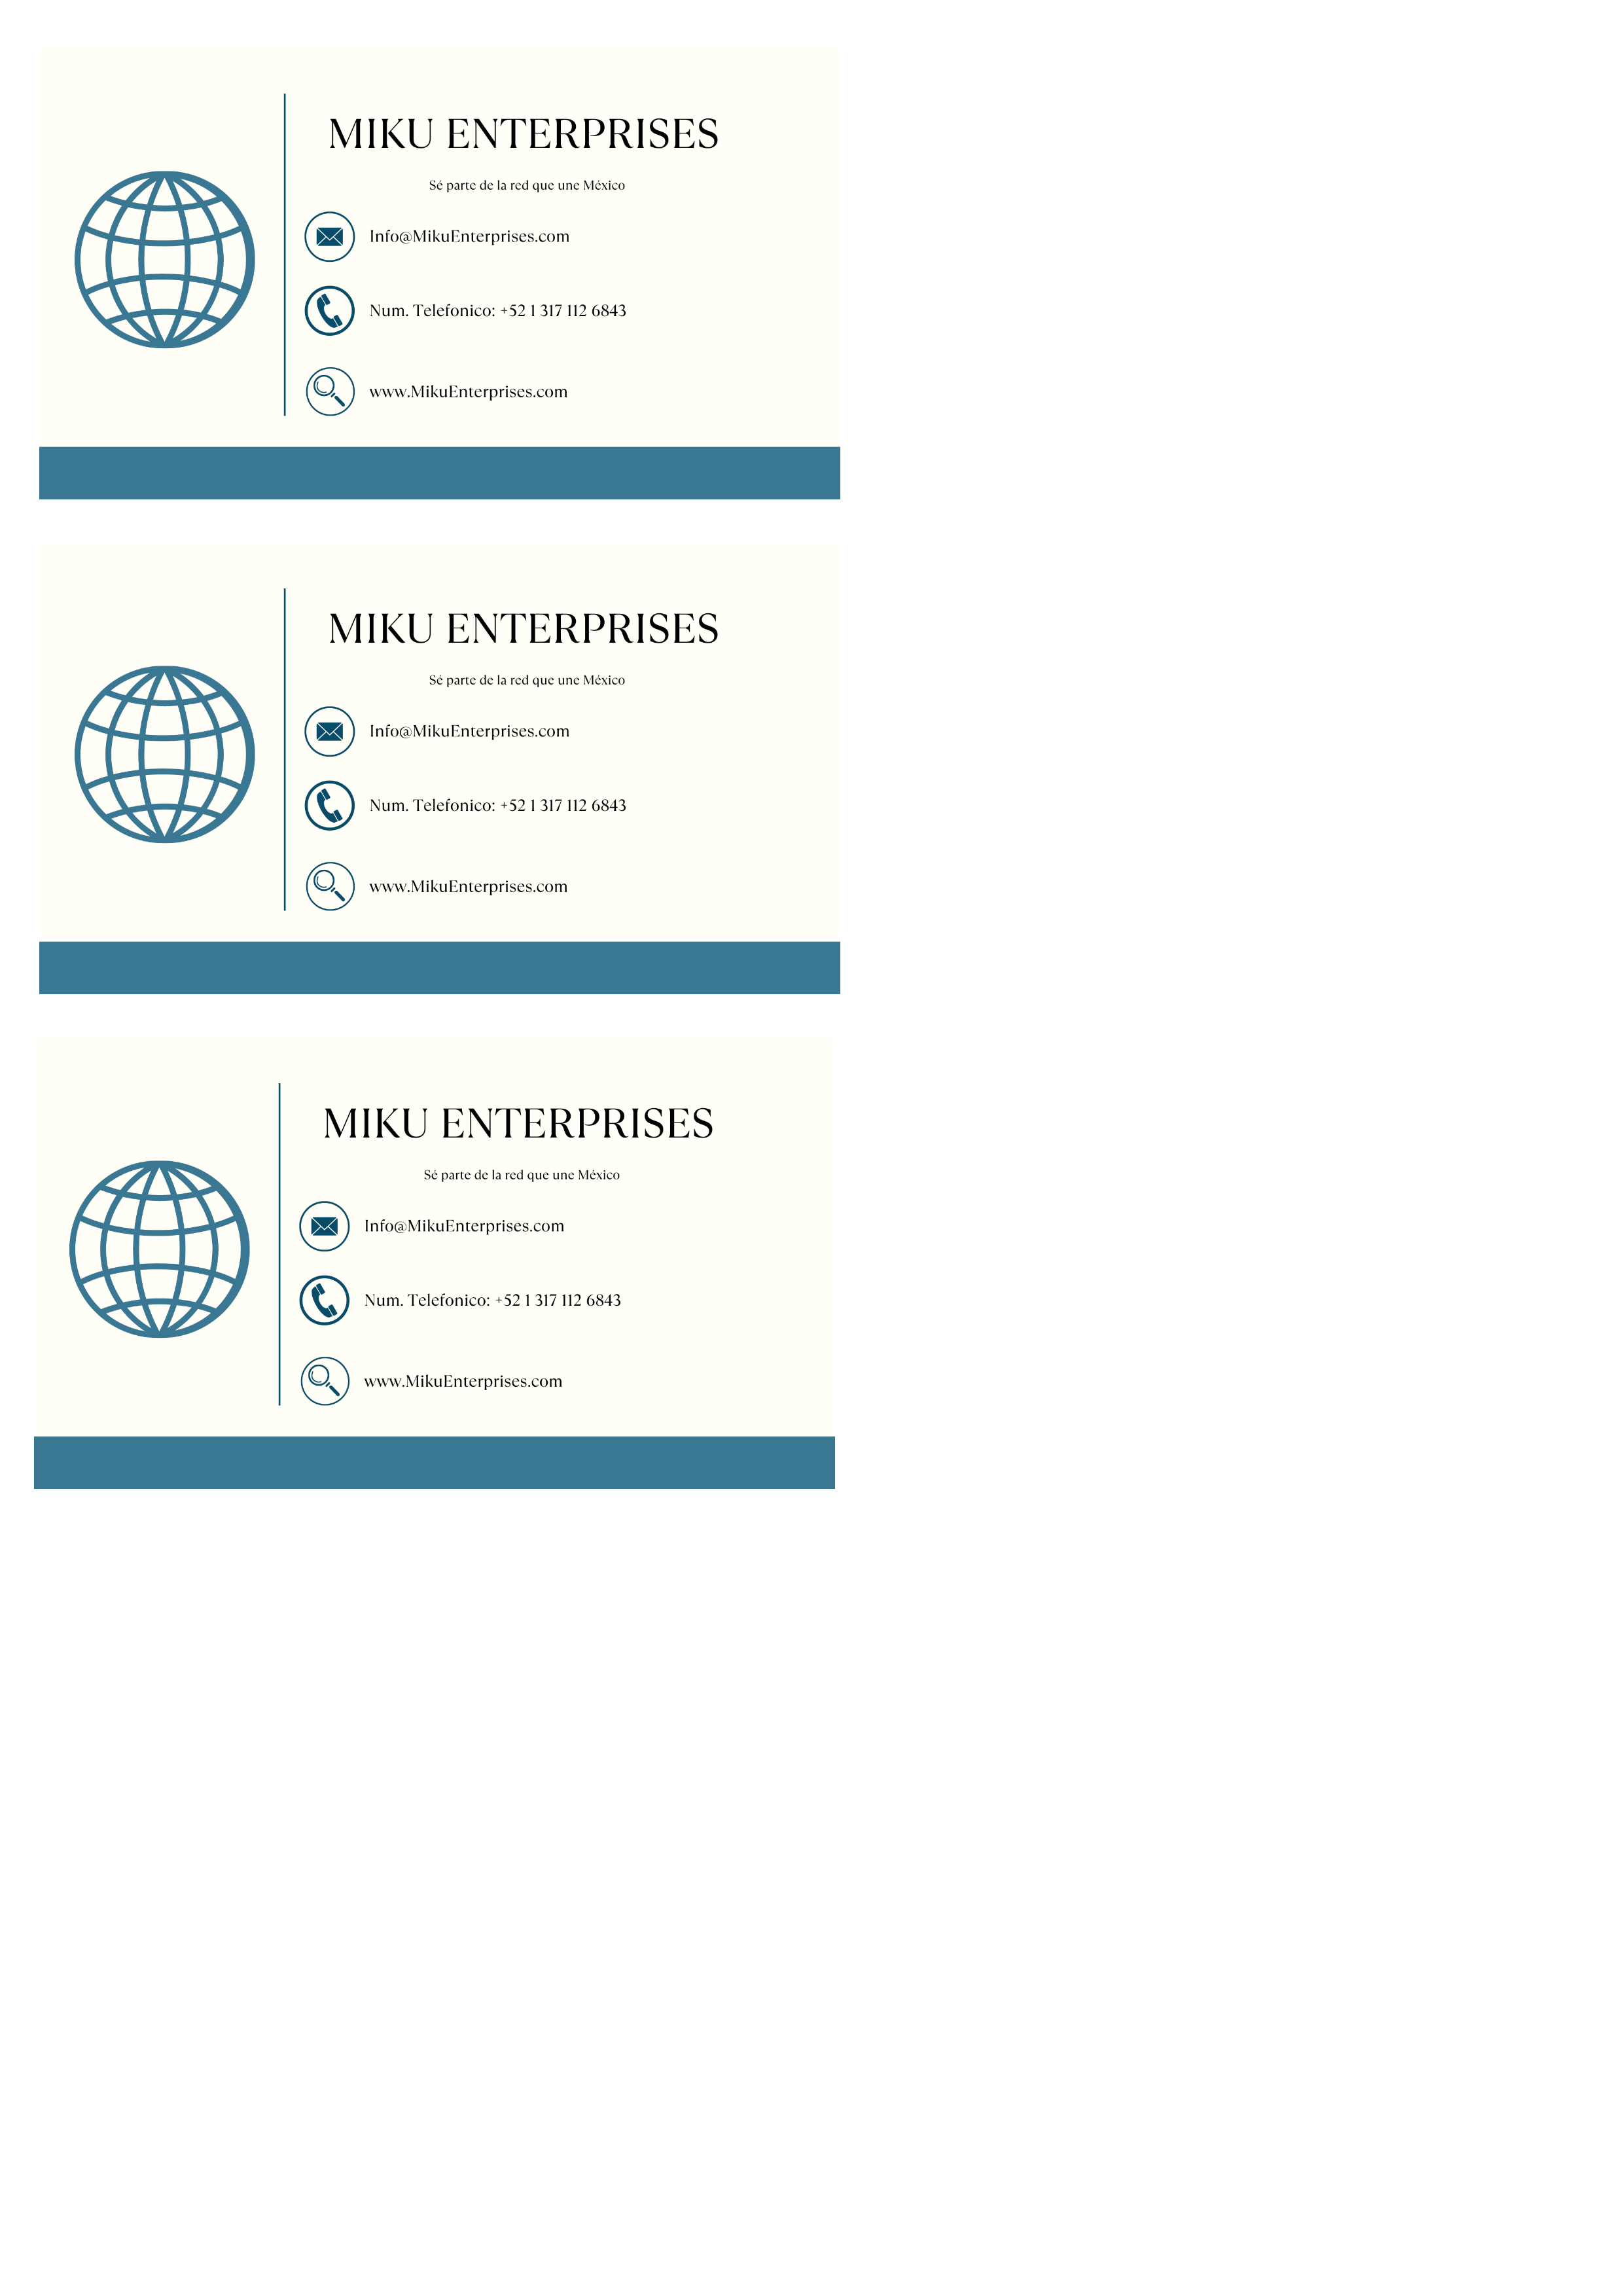 MIKU ENTERPRISES
Sé parte de la red que une México
Info@MikuEnterprises.com
Num. Telefonico: +52 1 317 112 6843
www.MikuEnterprises.com
MIKU ENTERPRISES
Sé parte de la red que une México
Info@MikuEnterprises.com
Num. Telefonico: +52 1 317 112 6843
www.MikuEnterprises.com
MIKU ENTERPRISES
Sé parte de la red que une México
Info@MikuEnterprises.com
Num. Telefonico: +52 1 317 112 6843
www.MikuEnterprises.com